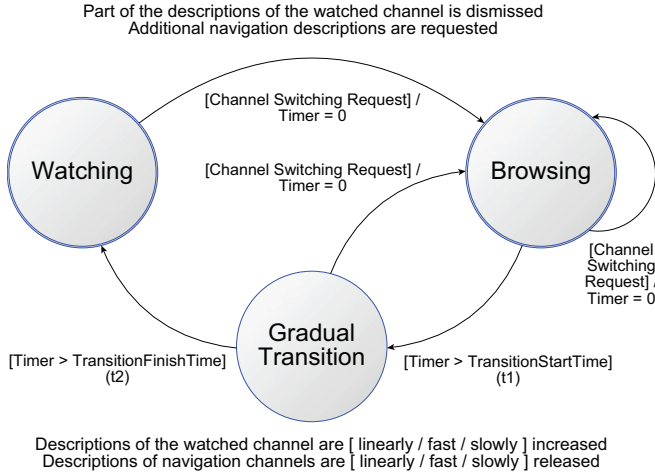 Part of the descriptions of the watched channel is dismissed
Additional navigation descriptions are requested
[Channel Switching Request] /
Timer = 0
Watching
[Channel Switching Request] /
Timer = 0
Browsing
[Channel
Switching
Request] /
Timer = 0
Gradual
Transition
[Timer > TransitionFinishTime]
(t2)
[Timer > TransitionStartTime]
(t1)
Descriptions of the watched channel are [ linearly / fast / slowly ] increased
Descriptions of navigation channels are [ linearly / fast / slowly ] released